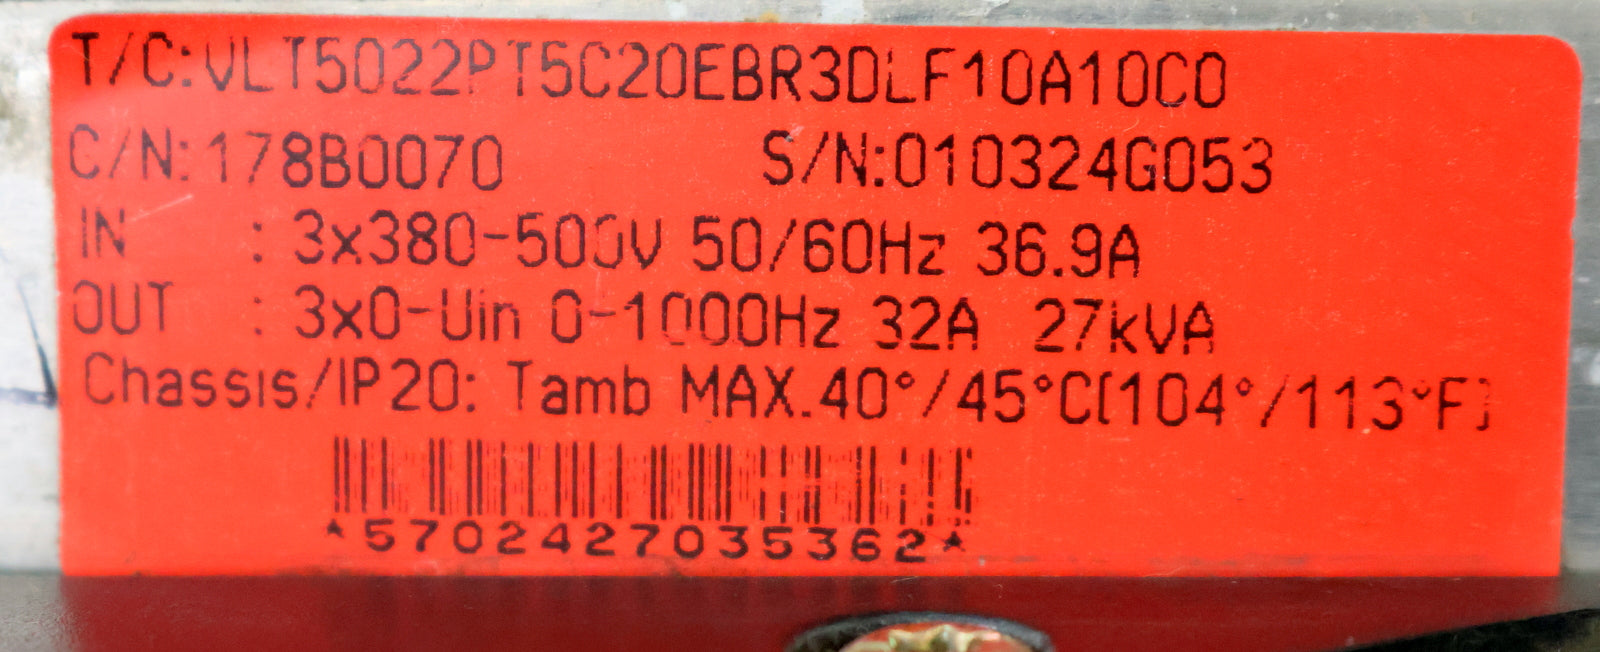 T/C:VLT5022PT5C20EBR3DLF10A10C0
C/N:178B0070 S/N:010324G053
IN : 3x380-500V 50/60Hz 36.9A
OUT : 3x0-Uin 0-1000Hz 32A 27kVA
Chassis/IP20: Tamb MAX.40°/45°C(104°/113°F)
*5702427035362*